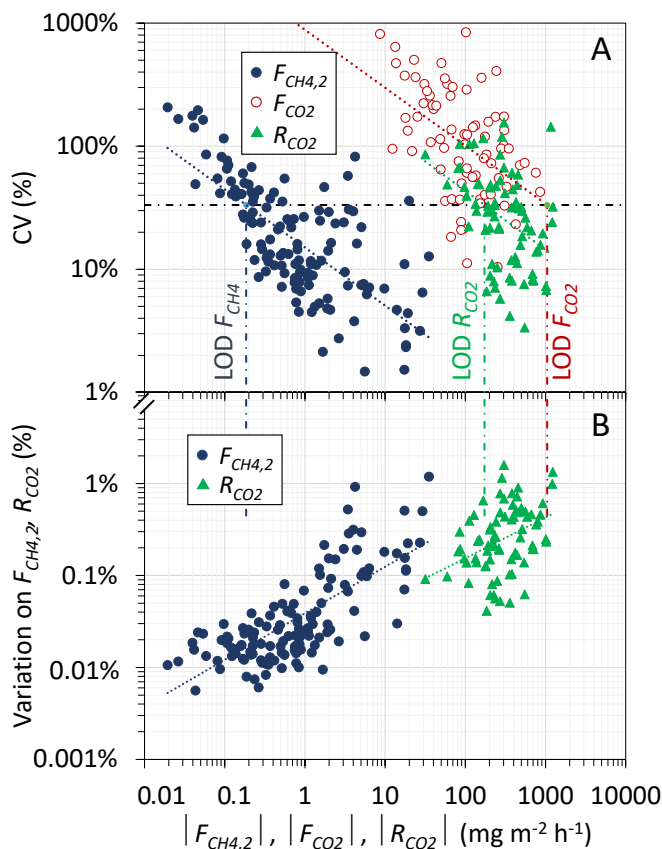 1000%
A
F_CH4,2
F_CO2
R_CO2
100%
CV (%)
10%
LOD F_CH4
LOD R_CO2
LOD F_CO2
1%
B
F_CH4,2
R_CO2
Variation on F_CH4,2, R_CO2 (%)
1%
0.1%
0.01%
0.001%
0.01 0.1 1 10 100 1000 10000
|F_CH4,2|, |F_CO2|, |R_CO2| (mg m⁻² h⁻¹)